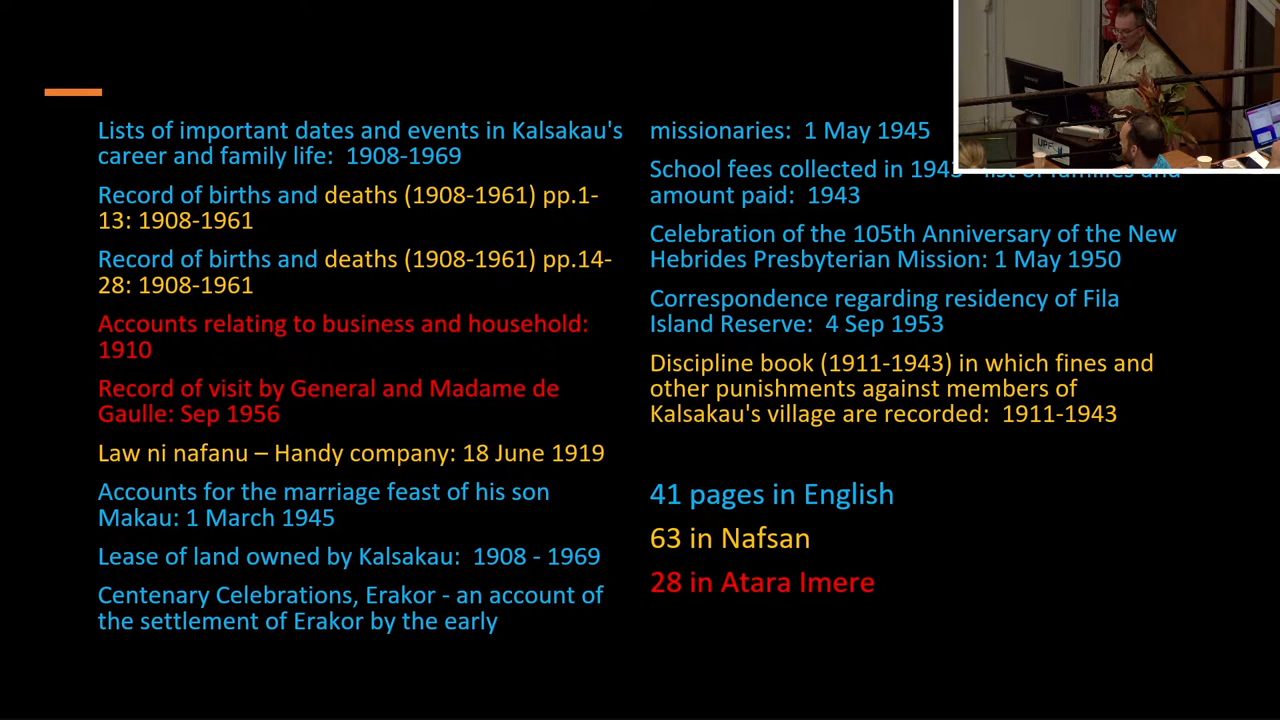 Lists of important dates and events in Kalsakau's
career and family life:  1908-1969
Record of births and deaths (1908-1961) pp.1-
13: 1908-1961
Record of births and deaths (1908-1961) pp.14-
28: 1908-1961
Accounts relating to business and household:
1910
Record of visit by General and Madame de
Gaulle: Sep 1956
Law ni nafanu – Handy company: 18 June 1919
Accounts for the marriage feast of his son
Makau: 1 March 1945
Lease of land owned by Kalsakau:  1908 - 1969
Centenary Celebrations, Erakor - an account of
the settlement of Erakor by the early
missionaries:  1 May 1945
School fees collected in 1943 - list of families and
amount paid:  1943
Celebration of the 105th Anniversary of the New
Hebrides Presbyterian Mission: 1 May 1950
Correspondence regarding residency of Fila
Island Reserve:  4 Sep 1953
Discipline book (1911-1943) in which fines and
other punishments against members of
Kalsakau's village are recorded:  1911-1943
41 pages in English
63 in Nafsan
28 in Atara Imere